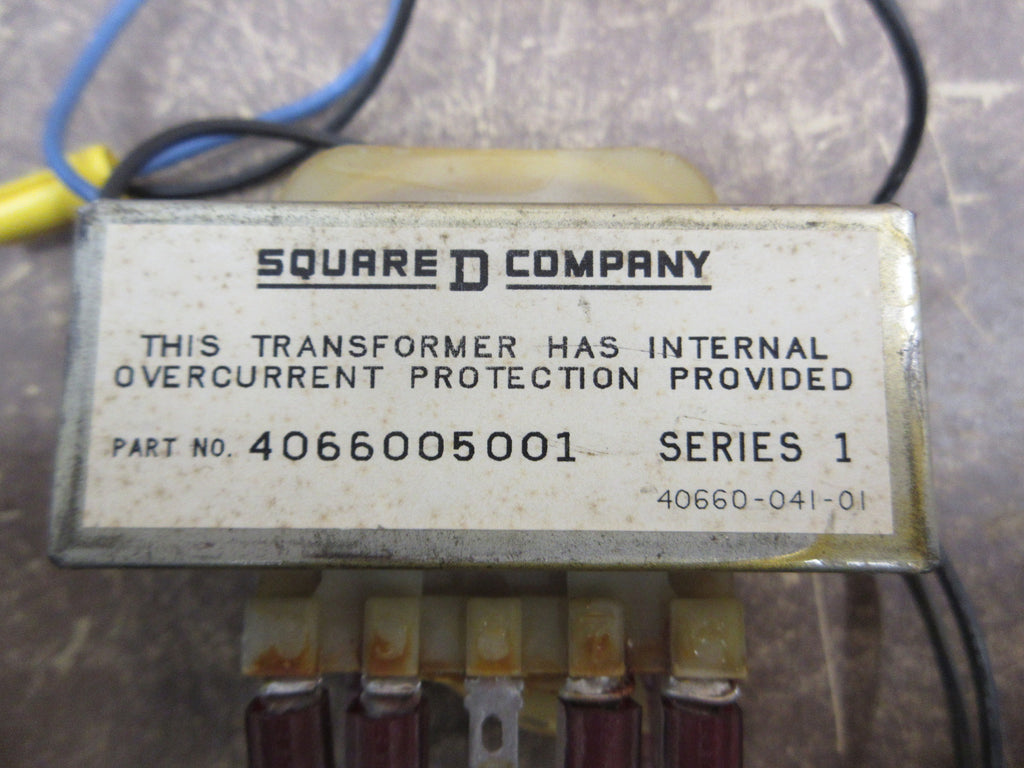 SQUARE D COMPANY
THIS TRANSFORMER HAS INTERNAL
OVERCURRENT PROTECTION PROVIDED
PART NO. 4066005001 SERIES 1
40660-041-01